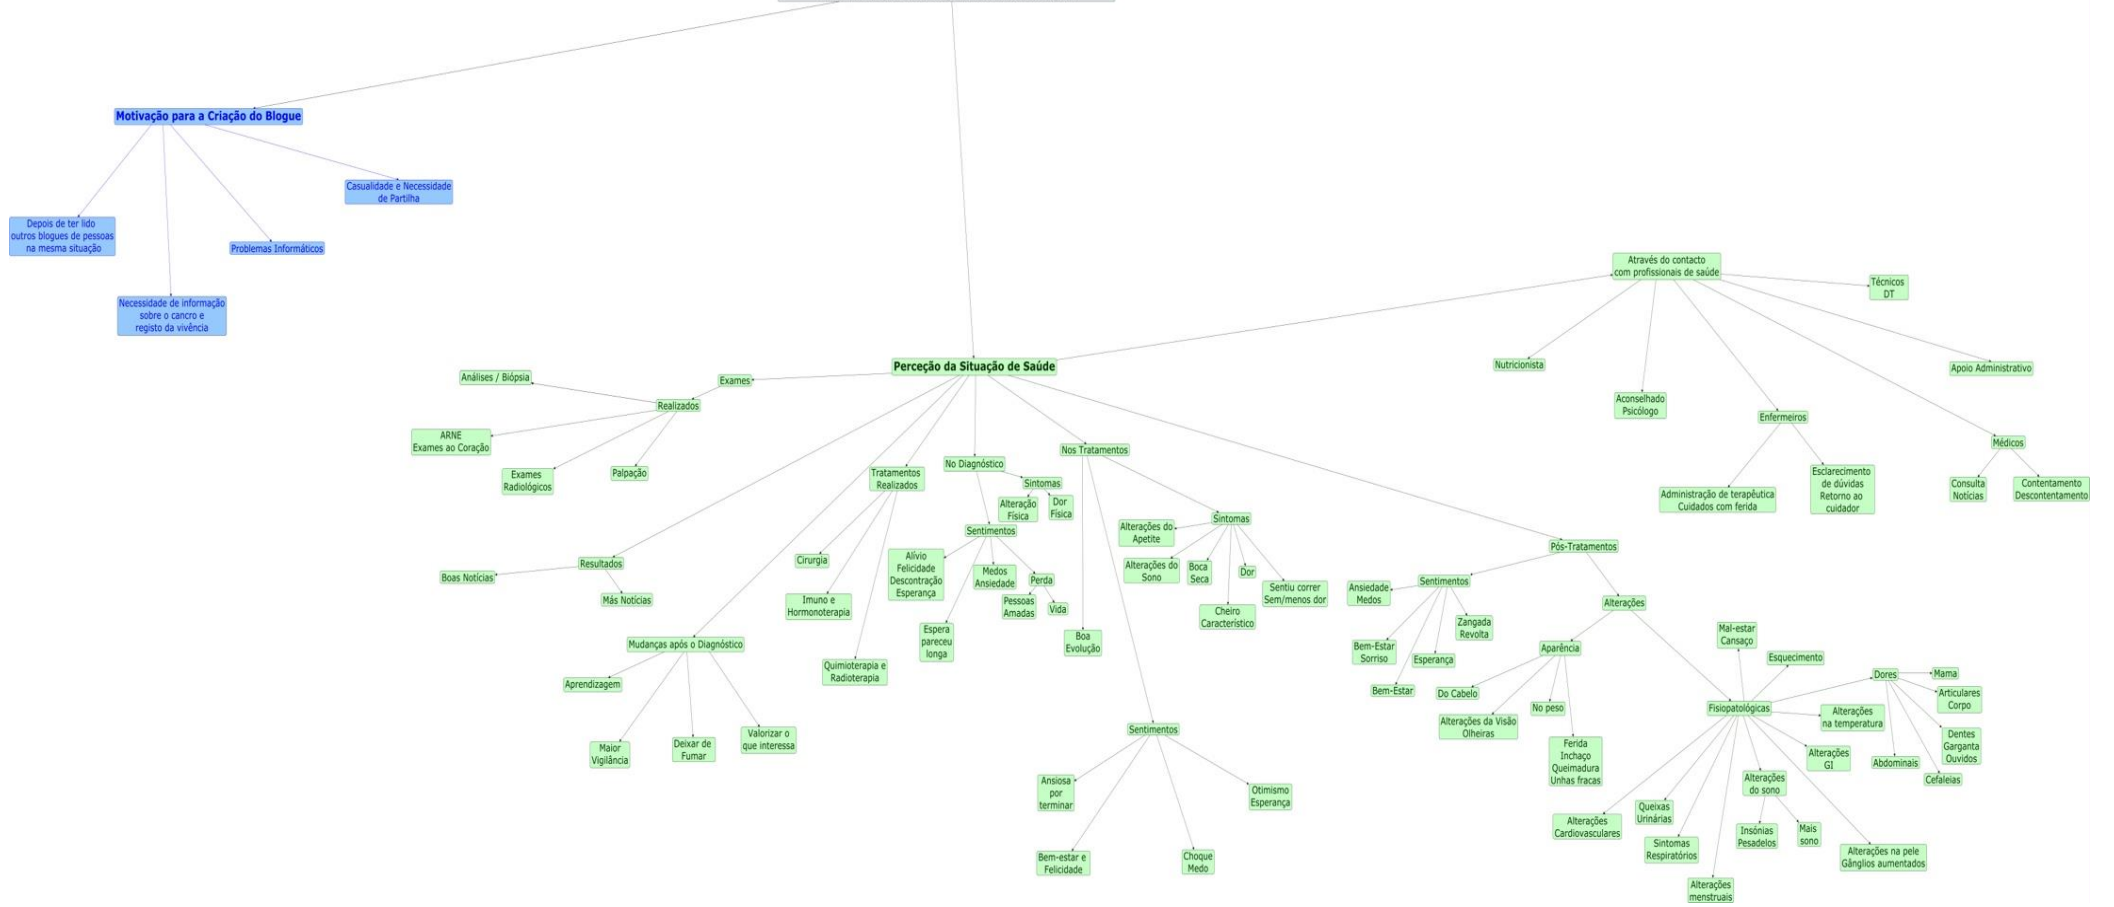 Motivação para a Criação do Blogue
Casualidade e Necessidade
de Partilha
Depois de ter lido
outros blogues de pessoas
na mesma situação
Problemas Informáticos
Necessidade de informação
sobre o cancro e
registo da vivência
Perceção da Situação de Saúde
Através do contacto
com profissionais de saúde
Técnicos
DT
Nutricionista
Apoio Administrativo
Aconselhado
Psicólogo
Enfermeiros
Médicos
Administração de terapêutica
Cuidados com ferida
Esclarecimento
de dúvidas
Retorno ao
cuidador
Consulta
Notícias
Contentamento
Descontentamento
Exames
Análises / Biópsia
Realizados
ARNE
Exames ao Coração
Exames
Radiológicos
Palpação
Resultados
Boas Notícias
Más Notícias
Mudanças após o Diagnóstico
Aprendizagem
Maior
Vigilância
Deixar de
Fumar
Valorizar o
que interessa
Tratamentos
Realizados
Cirurgia
Imuno e
Hormonoterapia
Quimioterapia e
Radioterapia
No Diagnóstico
Sintomas
Alteração
Física
Dor
Física
Sentimentos
Alívio
Felicidade
Descontração
Esperança
Medos
Ansiedade
Perda
Pessoas
Amadas
Vida
Espera
pareceu
longa
Nos Tratamentos
Boa
Evolução
Sintomas
Alterações do
Apetite
Alterações do
Sono
Boca
Seca
Cheiro
Característico
Dor
Sentiu correr
Sem/menos dor
Sentimentos
Ansiosa
por
terminar
Bem-estar e
Felicidade
Choque
Medo
Otimismo
Esperança
Pós-Tratamentos
Sentimentos
Ansiedade
Medos
Bem-Estar
Sorriso
Bem-Estar
Esperança
Zangada
Revolta
Alterações
Aparência
Do Cabelo
Alterações da Visão
Olheiras
No peso
Ferida
Inchaço
Queimadura
Unhas fracas
Fisiopatológicas
Mal-estar
Cansaço
Esquecimento
Dores
Mama
Articulares
Corpo
Dentes
Garganta
Ouvidos
Cefaleias
Abdominais
Alterações
na temperatura
Alterações
GI
Alterações
do sono
Insónias
Pesadelos
Mais
sono
Alterações na pele
Gânglios aumentados
Alterações
menstruais
Sintomas
Respiratórios
Queixas
Urinárias
Alterações
Cardiovasculares